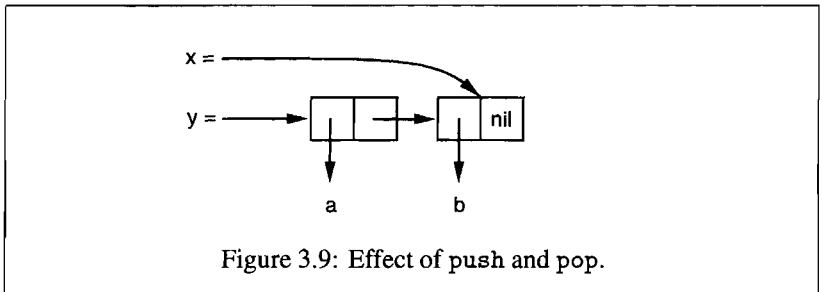 x =
y =
nil
a
b
Figure 3.9: Effect of push and pop.